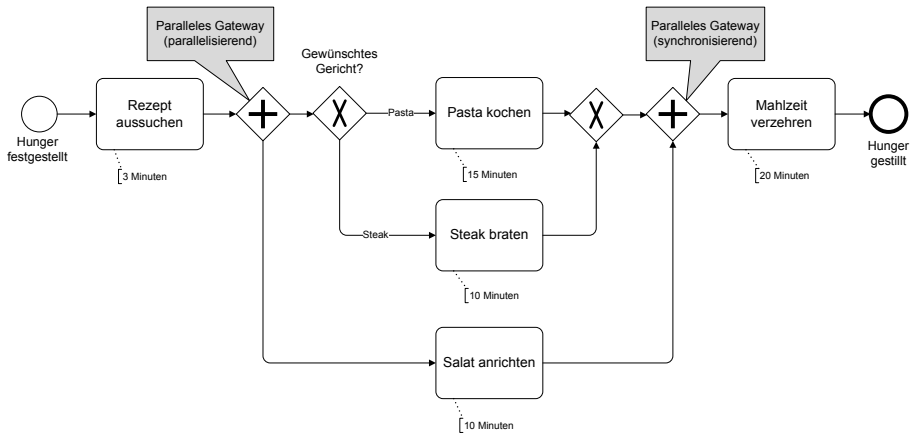 Paralleles Gateway
(parallelisierend)
Gewünschtes
Gericht?
Paralleles Gateway
(synchronisierend)
Hunger
festgestellt
Rezept
aussuchen
3 Minuten
Pasta
Pasta kochen
15 Minuten
Mahlzeit
verzehren
20 Minuten
Hunger
gestillt
Steak
Steak braten
10 Minuten
Salat anrichten
10 Minuten